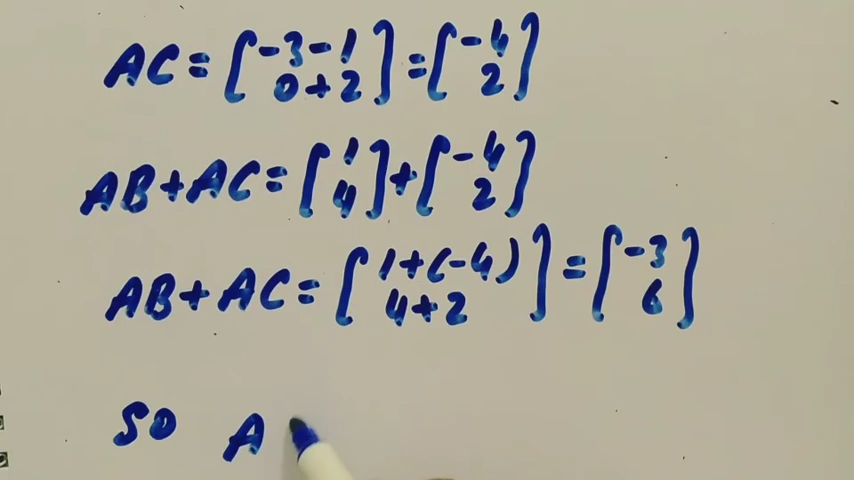 AC = [-3-1 0+2] = [-4 2]
AB+AC = [1 4] + [-4 2]
AB+AC = [1+(-4) 4+2] = [-3 6]
SO A